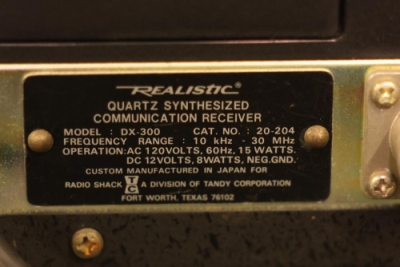 REALISTIC®
QUARTZ SYNTHESIZED
COMMUNICATION RECEIVER
MODEL : DX-300 CAT. NO. : 20-204
FREQUENCY RANGE : 10 kHz - 30 MHz
OPERATION: AC 120VOLTS, 60Hz, 15 WATTS.
DC 12VOLTS, 8WATTS, NEG.GND.
CUSTOM MANUFACTURED IN JAPAN FOR
RADIO SHACK TC A DIVISION OF TANDY CORPORATION
FORT WORTH, TEXAS 76102